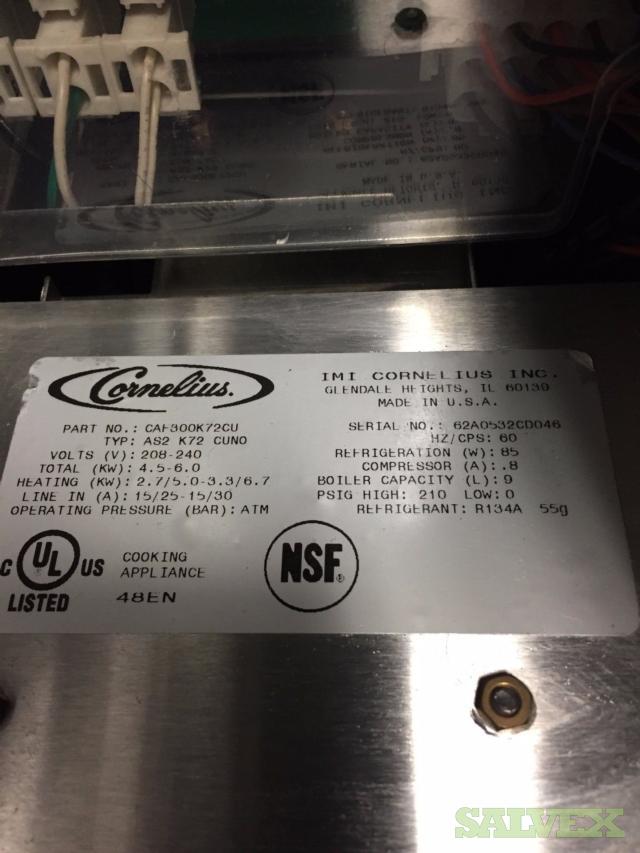 Cornelius
IMI CORNELIUS INC.
GLENDALE HEIGHTS, IL 60139
MADE IN U.S.A.
PART NO.: CAF300K72CU
TYP: AS2 K72 CUNO
VOLTS (V): 208-240
TOTAL (KW): 4.5-6.0
HEATING (KW): 2.7/5.0-3.3/6.7
LINE IN (A): 15/25-15/30
OPERATING PRESSURE (BAR): ATM
SERIAL NO.: 62A0532CD046
HZ/CPS: 60
REFRIGERATION (W): 85
COMPRESSOR (A): .8
BOILER CAPACITY (L): 9
PSIG HIGH: 210 LOW: 0
REFRIGERANT: R134A 55g
C UL US
LISTED
COOKING
APPLIANCE
48EN
NSF®
SALVEX